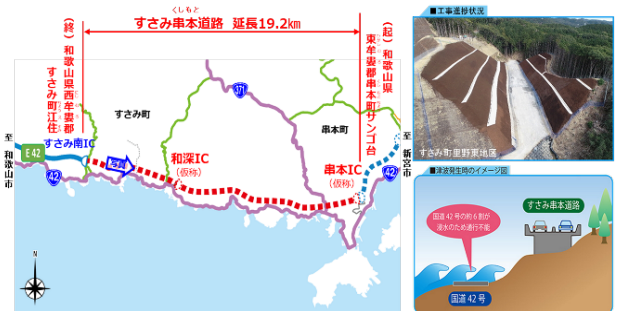 くしもと
すさみ串本道路 延長19.2km
(終)和歌山県西牟婁郡
すさみ町江住
(起)和歌山県
東牟婁郡串本町サンゴ台
すさみ町
串本町
至 和歌山市
E42
すさみ南IC
42
写真
和深IC
(仮称)
371
串本IC
(仮称)
42
至 新宮市
N
■工事進捗状況
すさみ町里野東地区
■津波発生時のイメージ図
国道42号の約6割が
浸水のため通行不能
すさみ串本道路
国道42号